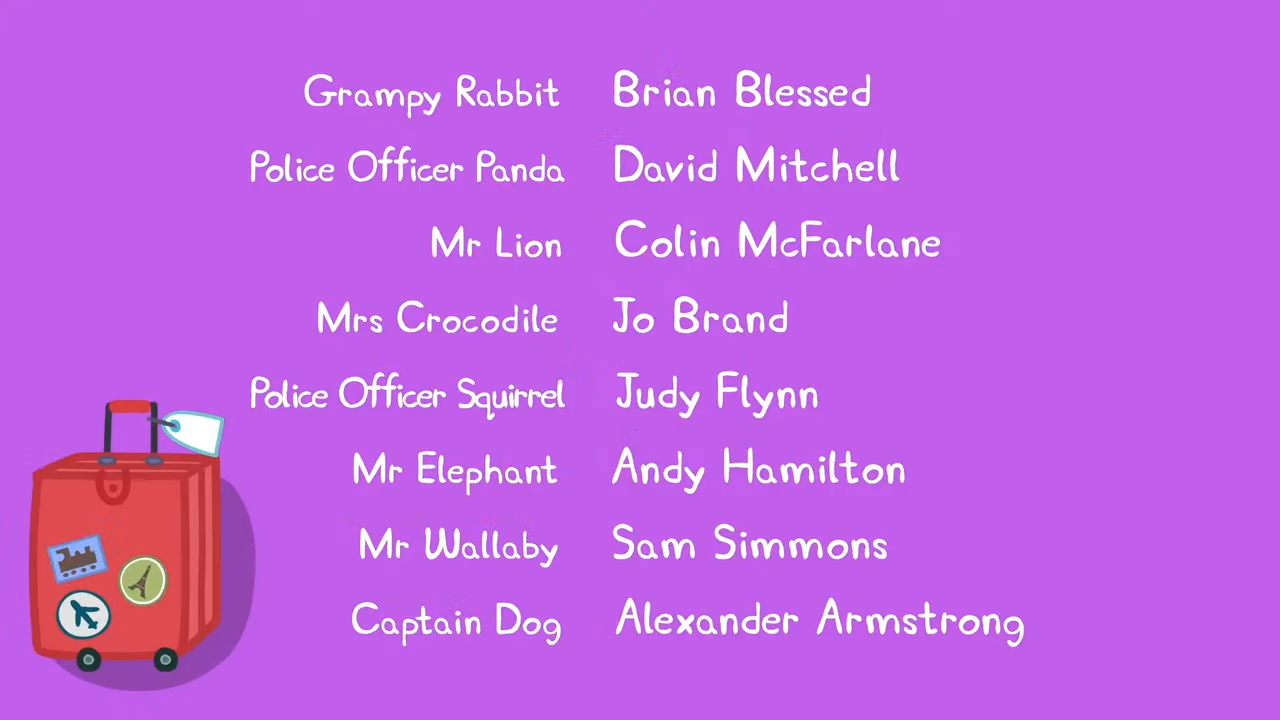 Grampy Rabbit Brian Blessed
Police Officer Panda David Mitchell
Mr Lion Colin McFarlane
Mrs Crocodile Jo Brand
Police Officer Squirrel Judy Flynn
Mr Elephant Andy Hamilton
Mr Wallaby Sam Simmons
Captain Dog Alexander Armstrong